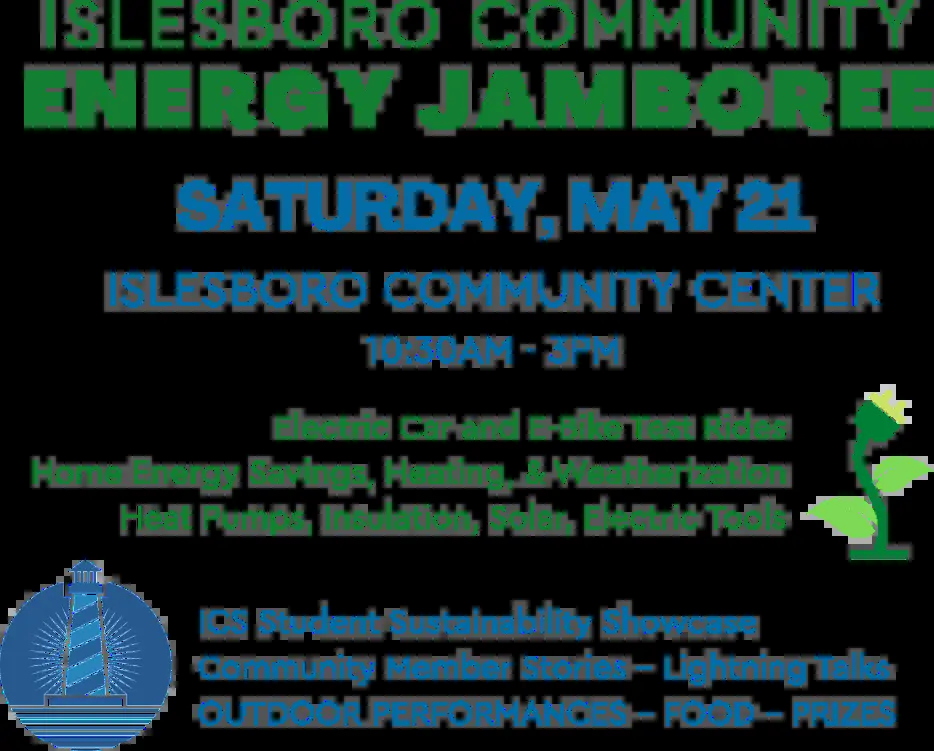 ISLESBORO COMMUNITY
ENERGY JAMBOREE
SATURDAY, MAY 21
ISLESBORO COMMUNITY CENTER
10:30AM - 3PM
Electric Car and E-Bike Test Rides
Home Energy Savings, Heating, & Weatherization
Heat Pumps, Insulation, Solar, Electric Tools
ICS Student Sustainability Showcase
Community Member Stories – Lightning Talks
OUTDOOR PERFORMANCES – FOOD – PRIZES